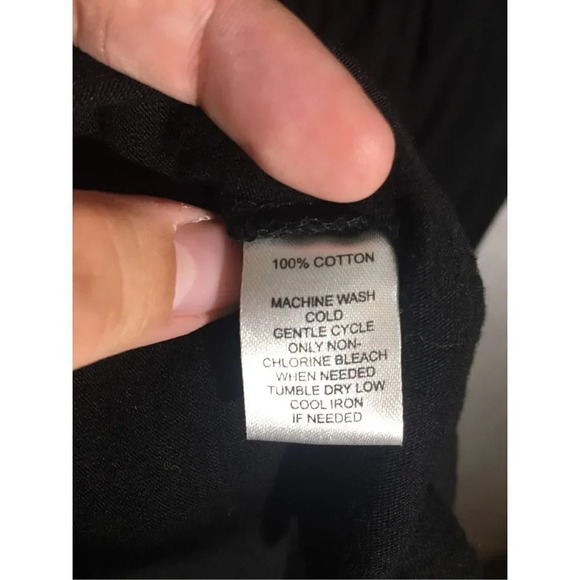 100% COTTON
MACHINE WASH
COLD
GENTLE CYCLE
ONLY NON-
CHLORINE BLEACH
WHEN NEEDED
TUMBLE DRY LOW
COOL IRON
IF NEEDED